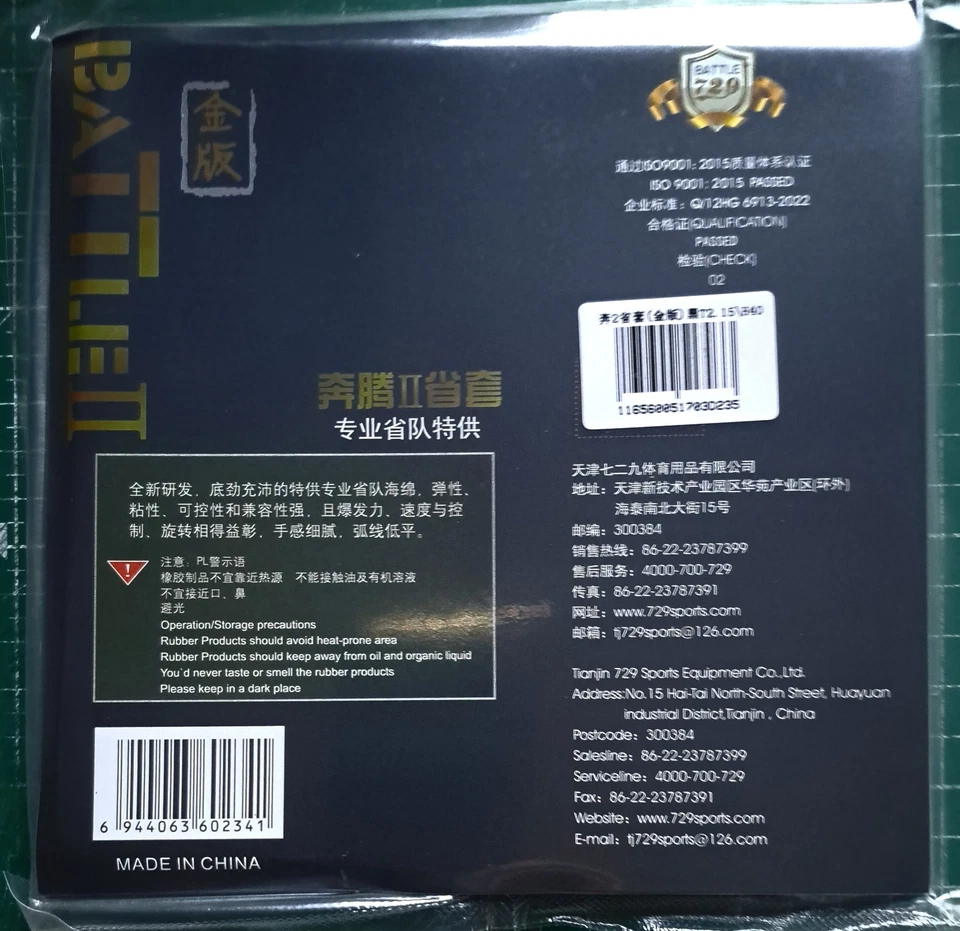 BATTLE II
金版
BATTLE
729
通过ISO9001: 2015质量体系认证
ISO 9001: 2015 PASSED
企业标准：Q/12HG 6913-2022
合格证(QUALIFICATION)
PASSED
检验(CHECK)
02
奔2省套(金版)黑T2.15\B40
1165600517030235
奔腾II省套
专业省队特供
全新研发，底劲充沛的特供专业省队海绵，弹性、
粘性、可控性和兼容性强，且爆发力、速度与控
制、旋转相得益彰，手感细腻，弧线低平。
注意：PL警示语
橡胶制品不宜靠近热源 不能接触油及有机溶液
不宜接近口、鼻
避光
Operation/Storage precautions
Rubber Products should avoid heat-prone area
Rubber Products should keep away from oil and organic liquid
You`d never taste or smell the rubber products
Please keep in a dark place
6 944063 602341
MADE IN CHINA
天津七二九体育用品有限公司
地址：天津新技术产业园区华苑产业区(环外)
海泰南北大街15号
邮编：300384
销售热线：86-22-23787399
售后服务：4000-700-729
传真：86-22-23787391
网址：www.729sports.com
邮箱：tj729sports@126.com
Tianjin 729 Sports Equipment Co.,Ltd.
Address:No.15 Hai-Tai North-South Street, Huayuan
industrial District,Tianjin , China
Postcode：300384
Salesline：86-22-23787399
Serviceline：4000-700-729
Fax：86-22-23787391
Website：www.729sports.com
E-mail：tj729sports@126.com